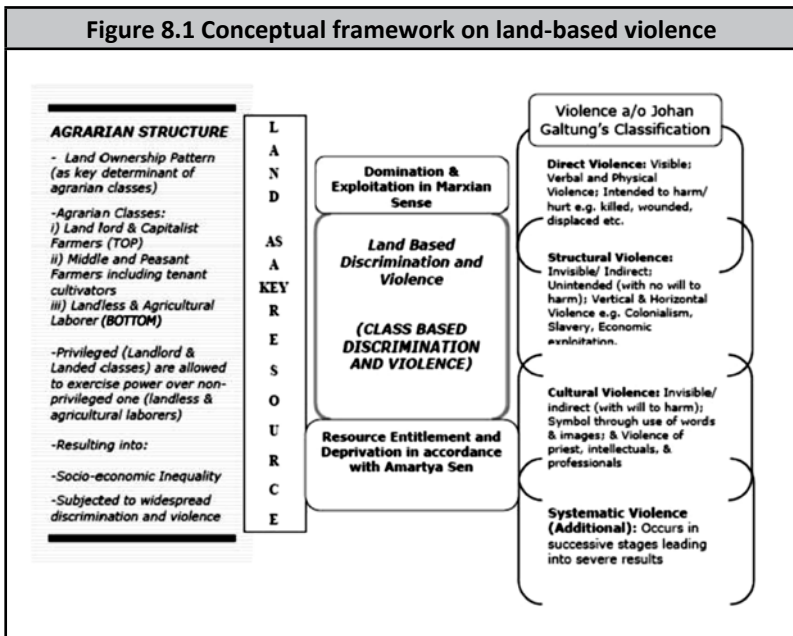 Figure 8.1 Conceptual framework on land-based violence
AGRARIAN STRUCTURE
- Land Ownership Pattern
(as key determinant of
agrarian classes)
-Agrarian Classes:
i) Land lord & Capitalist
Farmers (TOP)
ii) Middle and Peasant
Farmers including tenant
cultivators
iii) Landless & Agricultural
Laborer (BOTTOM)
-Privileged (Landlord &
Landed classes) are allowed
to exercise power over non-
privileged one (landless &
agricultural laborers)
-Resulting into:
-Socio-economic Inequality
-Subjected to widespread
discrimination and violence
L
A
N
D
AS
A
KEY
R
E
S
O
U
R
C
E
Domination &
Exploitation in Marxian
Sense
Land Based
Discrimination and
Violence
(CLASS BASED
DISCRIMINATION
AND VIOLENCE)
Resource Entitlement and
Deprivation in accordance
with Amartya Sen
Violence a/o Johan
Galtung's Classification
Direct Violence: Visible;
Verbal and Physical
Violence; Intended to harm/
hurt e.g. killed, wounded,
displaced etc.
Structural Violence:
Invisible/ Indirect;
Unintended (with no will to
harm); Vertical & Horizontal
Violence e.g. Colonialism,
Slavery, Economic
exploitation.
Cultural Violence: Invisible/
indirect (with will to harm);
Symbol through use of words
& images; & Violence of
priest, intellectuals, &
professionals
Systematic Violence
(Additional): Occurs in
successive stages leading
into severe results